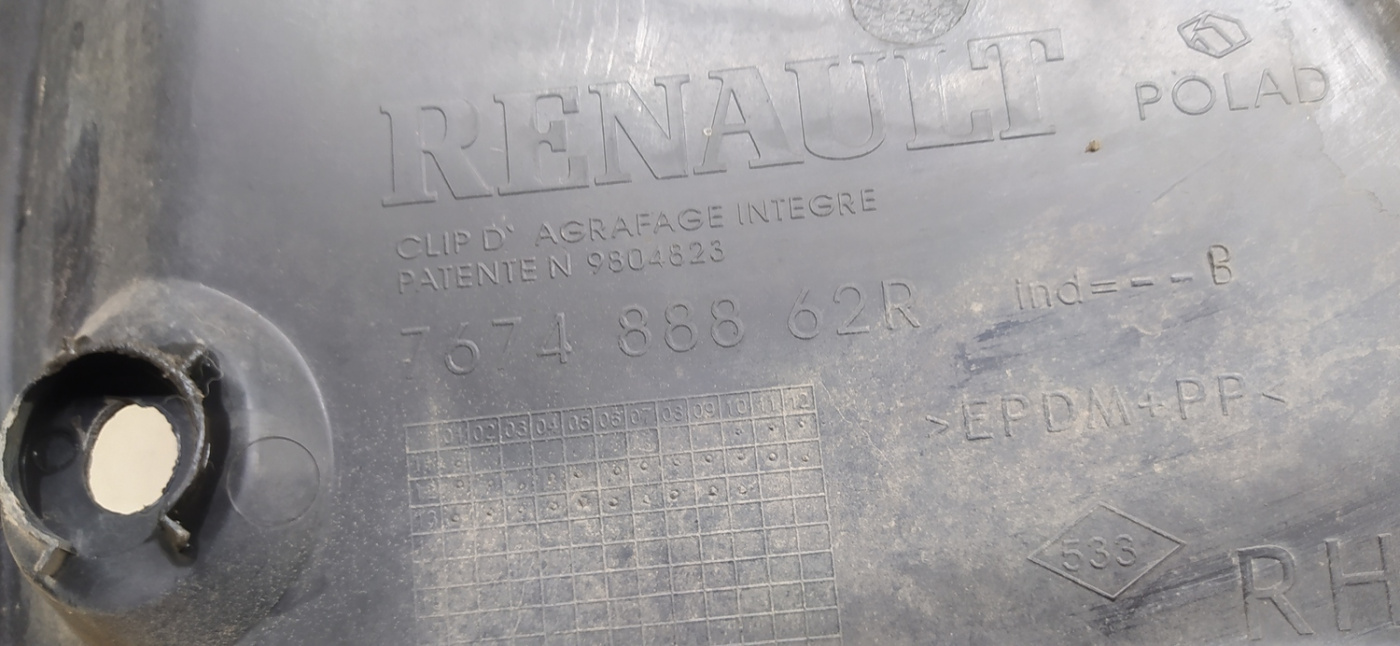 RENAULT
POLAD
CLIP D' AGRAFAGE INTEGRE
PATENTE N 9804823
7674 888 62R
ind=---B
>EPDM+PP<
01 02 03 04 05 06 07 08 09 10 11 12
533
RH